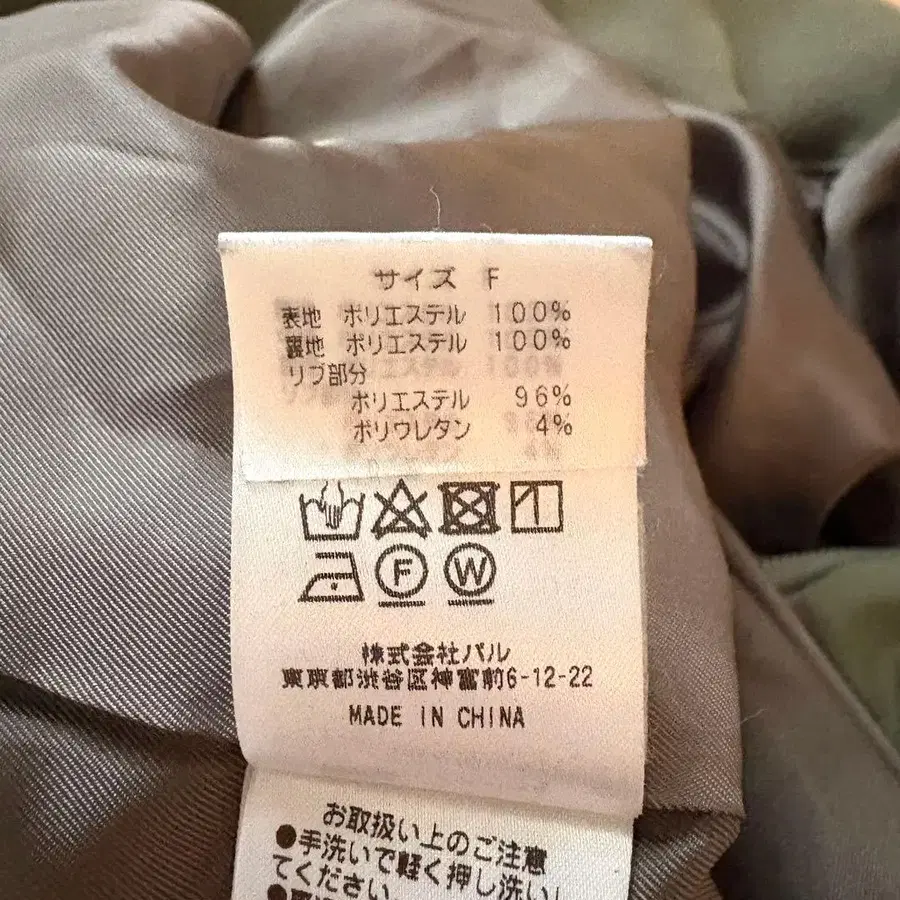 サイズ F
表地 ポリエステル 100%
裏地 ポリエステル 100%
リブ部分
ポリエステル 96%
ポリウレタン 4%
F W
株式会社パル
東京都渋谷区神宮前6-12-22
MADE IN CHINA
お取扱い上のご注意
●手洗いで軽く押し洗いし
てください